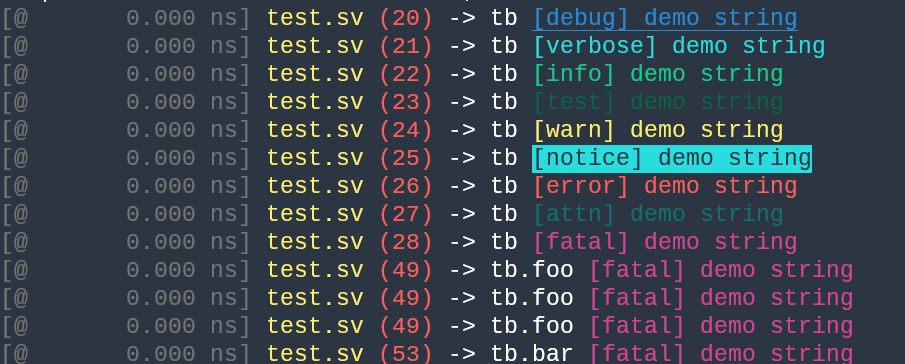 [@       0.000 ns] test.sv (20) -> tb [debug] demo string
[@       0.000 ns] test.sv (21) -> tb [verbose] demo string
[@       0.000 ns] test.sv (22) -> tb [info] demo string
[@       0.000 ns] test.sv (23) -> tb [test] demo string
[@       0.000 ns] test.sv (24) -> tb [warn] demo string
[@       0.000 ns] test.sv (25) -> tb [notice] demo string
[@       0.000 ns] test.sv (26) -> tb [error] demo string
[@       0.000 ns] test.sv (27) -> tb [attn] demo string
[@       0.000 ns] test.sv (28) -> tb [fatal] demo string
[@       0.000 ns] test.sv (49) -> tb.foo [fatal] demo string
[@       0.000 ns] test.sv (49) -> tb.foo [fatal] demo string
[@       0.000 ns] test.sv (49) -> tb.foo [fatal] demo string
[@       0.000 ns] test.sv (53) -> tb.bar [fatal] demo string